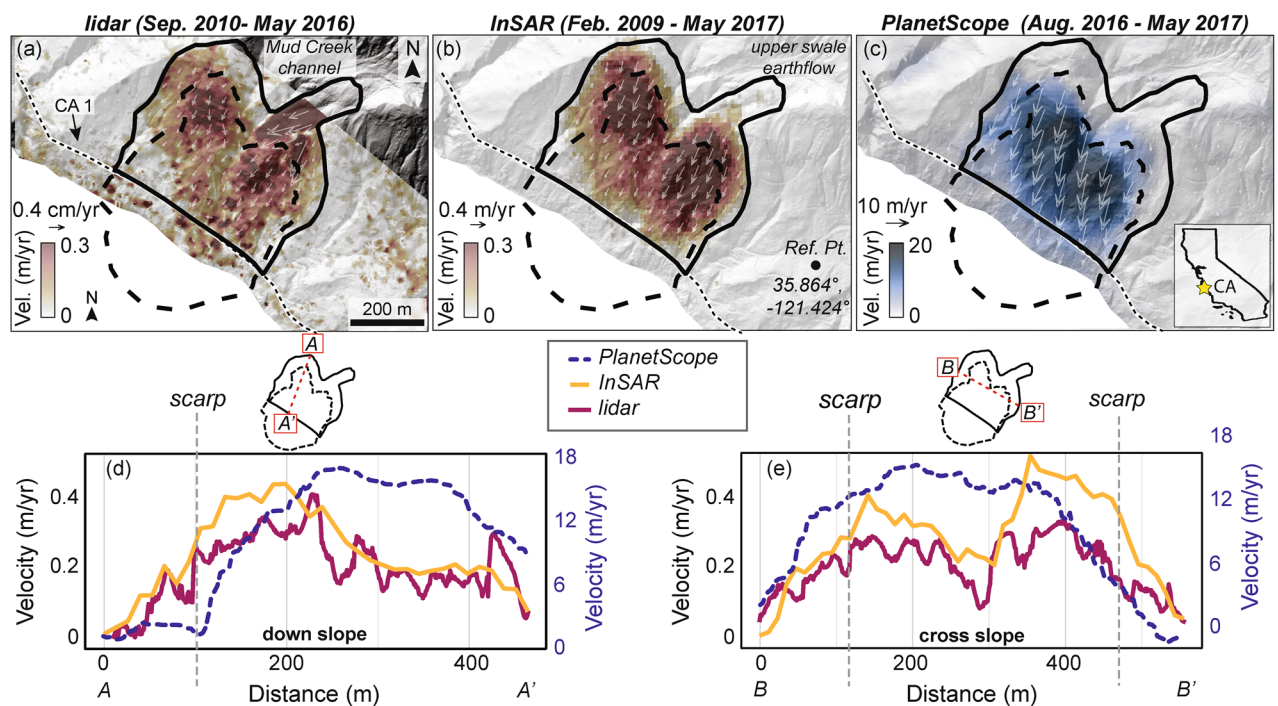 lidar (Sep. 2010- May 2016)
InSAR (Feb. 2009 - May 2017)
PlanetScope (Aug. 2016 - May 2017)
(a)
Mud Creek
channel
N
CA 1
0.4 cm/yr
Vel. (m/yr)
0.3
0
N
200 m
(b)
upper swale
earthflow
0.4 m/yr
Vel. (m/yr)
0.3
0
Ref. Pt.
35.864°,
-121.424°
(c)
10 m/yr
Vel. (m/yr)
20
0
CA
A
A'
scarp
PlanetScope
InSAR
lidar
B
B'
scarp
scarp
(d)
Velocity (m/yr)
0.4
0.2
0
18
12
6
0
Velocity (m/yr)
down slope
0
200
400
A
Distance (m)
A'
(e)
Velocity (m/yr)
0.4
0.2
0
18
12
6
0
Velocity (m/yr)
cross slope
0
200
400
B
Distance (m)
B'